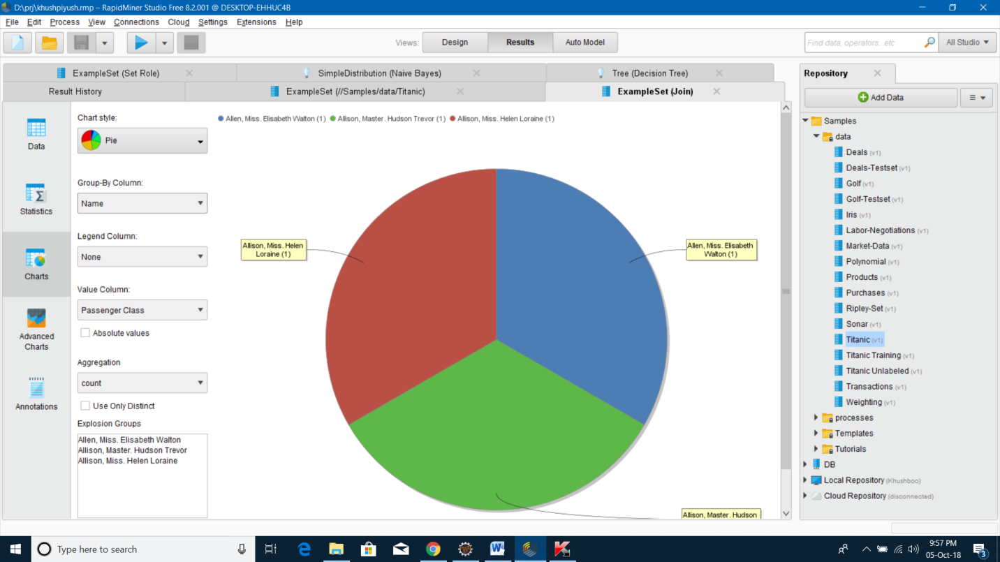 D:\prj\khushpiyush.rmp – RapidMiner Studio Free 8.2.001 @ DESKTOP-EHHUC4B
File Edit Process View Connections Cloud Settings Extensions Help
Views: Design Results Auto Model
Find data, operators...etc
All Studio
ExampleSet (Set Role)
SimpleDistribution (Naive Bayes)
Tree (Decision Tree)
Result History
ExampleSet (//Samples/data/Titanic)
ExampleSet (Join)
Data
Statistics
Charts
Advanced
Charts
Annotations
Chart style:
Pie
Group-By Column:
Name
Legend Column:
None
Value Column:
Passenger Class
Absolute values
Aggregation
count
Use Only Distinct
Explosion Groups
Allen, Miss. Elisabeth Walton
Allison, Master. Hudson Trevor
Allison, Miss. Helen Loraine
Allen, Miss. Elisabeth Walton (1) Allison, Master. Hudson Trevor (1) Allison, Miss. Helen Loraine (1)
Allison, Miss. Helen
Loraine (1)
Allen, Miss. Elisabeth
Walton (1)
Allison, Master. Hudson
Repository
Add Data
Samples
data
Deals (v1)
Deals-Testset (v1)
Golf (v1)
Golf-Testset (v1)
Iris (v1)
Labor-Negotiations (v1)
Market-Data (v1)
Polynomial (v1)
Products (v1)
Purchases (v1)
Ripley-Set (v1)
Sonar (v1)
Titanic (v1)
Titanic Training (v1)
Titanic Unlabeled (v1)
Transactions (v1)
Weighting (v1)
processes
Templates
Tutorials
DB
Local Repository (Khushboo)
Cloud Repository (disconnected)
Type here to search
9:57 PM
05-Oct-18
3